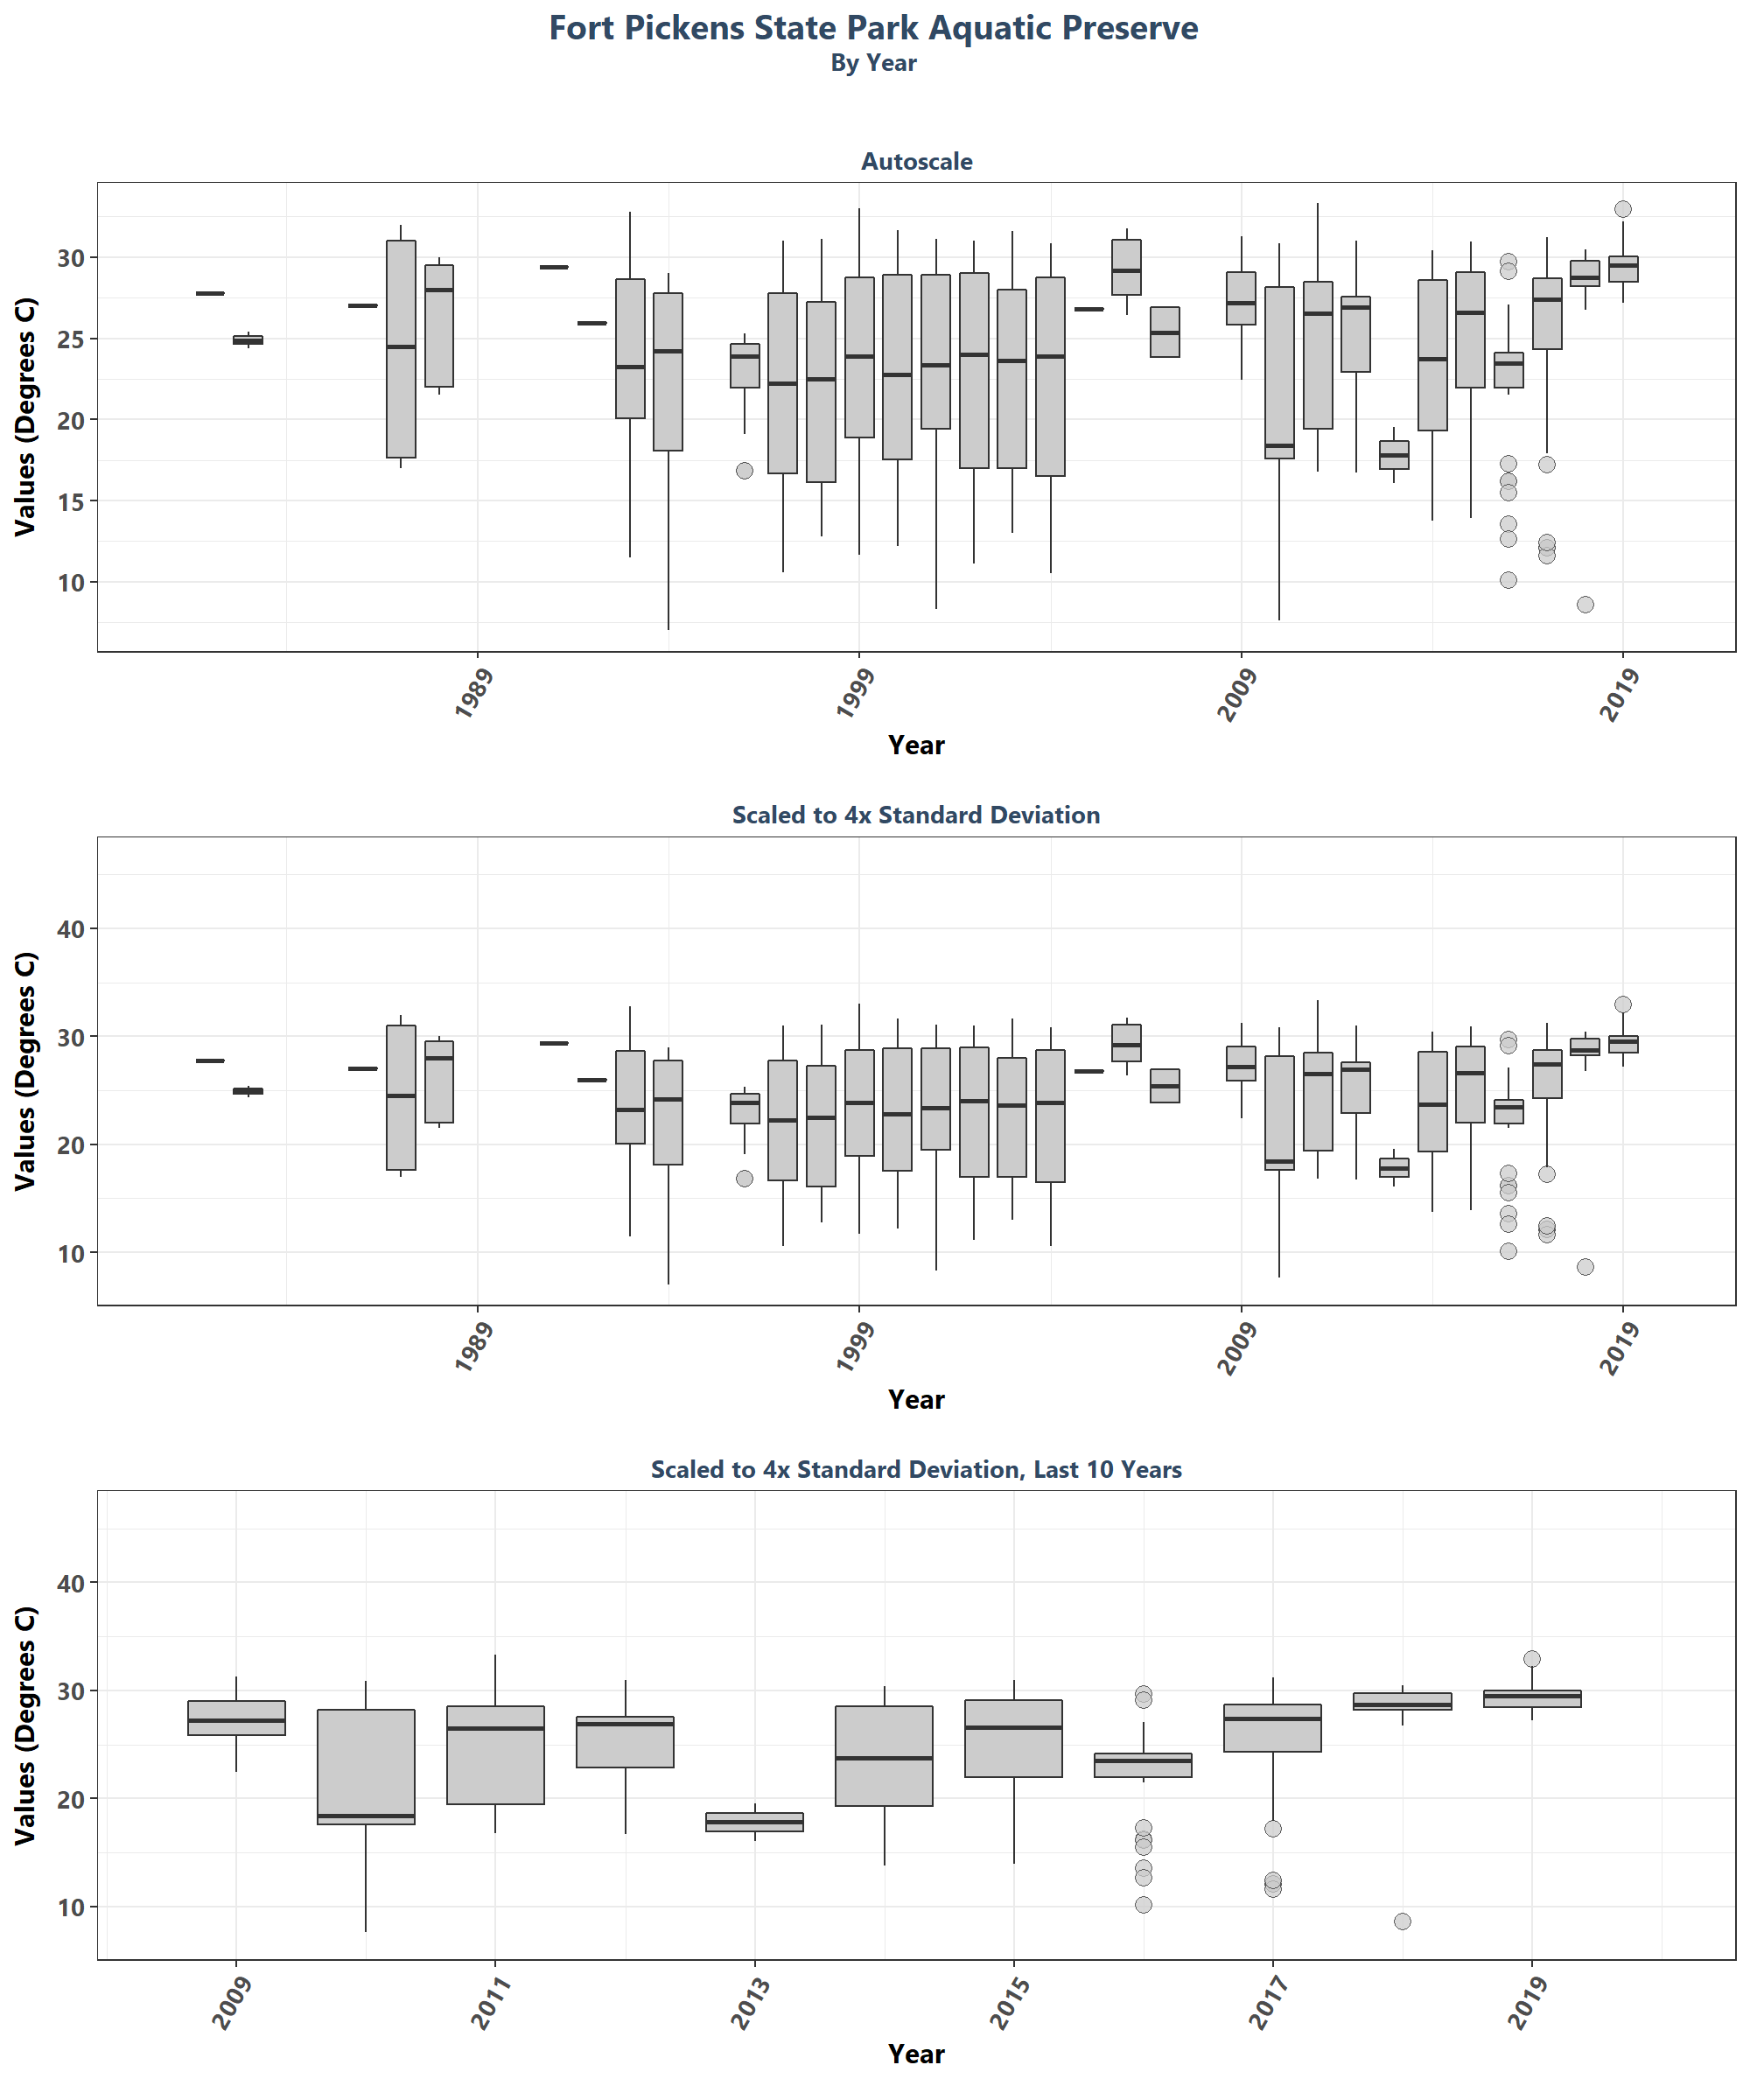 Fort Pickens State Park Aquatic Preserve
By Year
Autoscale
Values (Degrees C)
30
25
20
15
10
1989
1999
2009
2019
Year
Scaled to 4x Standard Deviation
Values (Degrees C)
40
30
20
10
1989
1999
2009
2019
Year
Scaled to 4x Standard Deviation, Last 10 Years
Values (Degrees C)
40
30
20
10
2009
2011
2013
2015
2017
2019
Year